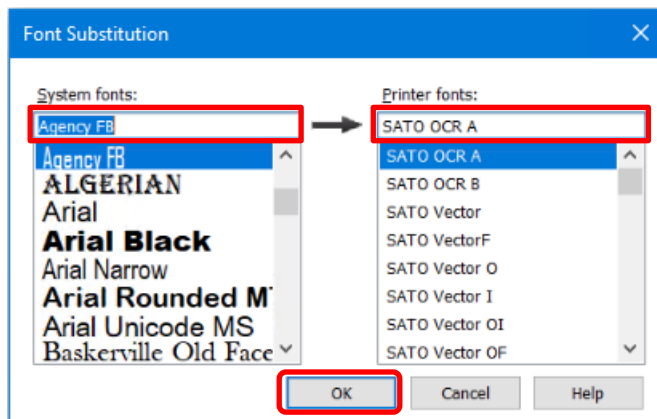 Font Substitution
System fonts:
Agency FB
Agency FB
ALGERIAN
Arial
Arial Black
Arial Narrow
Arial Rounded M
Arial Unicode MS
Baskerville Old Face
Printer fonts:
SATO OCR A
SATO OCR A
SATO OCR B
SATO Vector
SATO VectorF
SATO Vector O
SATO Vector I
SATO Vector OI
SATO Vector OF
OK
Cancel
Help